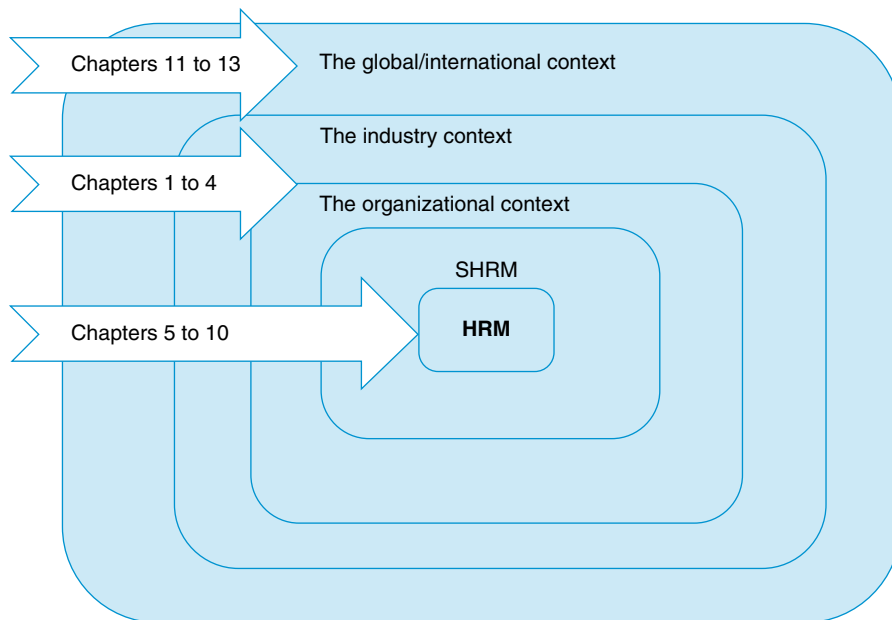 Chapters 11 to 13
The global/international context
The industry context
Chapters 1 to 4
The organizational context
SHRM
Chapters 5 to 10
HRM